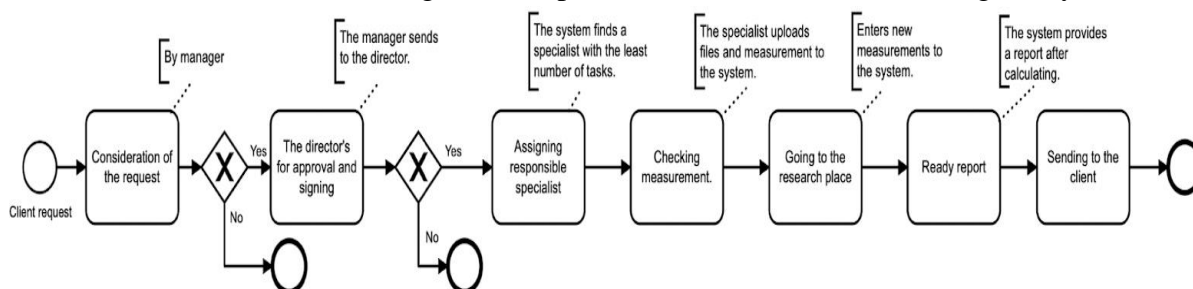 By manager
The manager sends
to the director.
The system finds a
specialist with the least
number of tasks.
The specialist uploads
files and measurement to
the system.
Enters new
measurements to
the system.
The system provides
a report after
calculating.
Client request
Consideration of
the request
X
Yes
No
The director's
for approval and
signing
X
Yes
No
Assigning
responsible
specialist
Checking
measurement.
Going to the
research place
Ready report
Sending to the
client